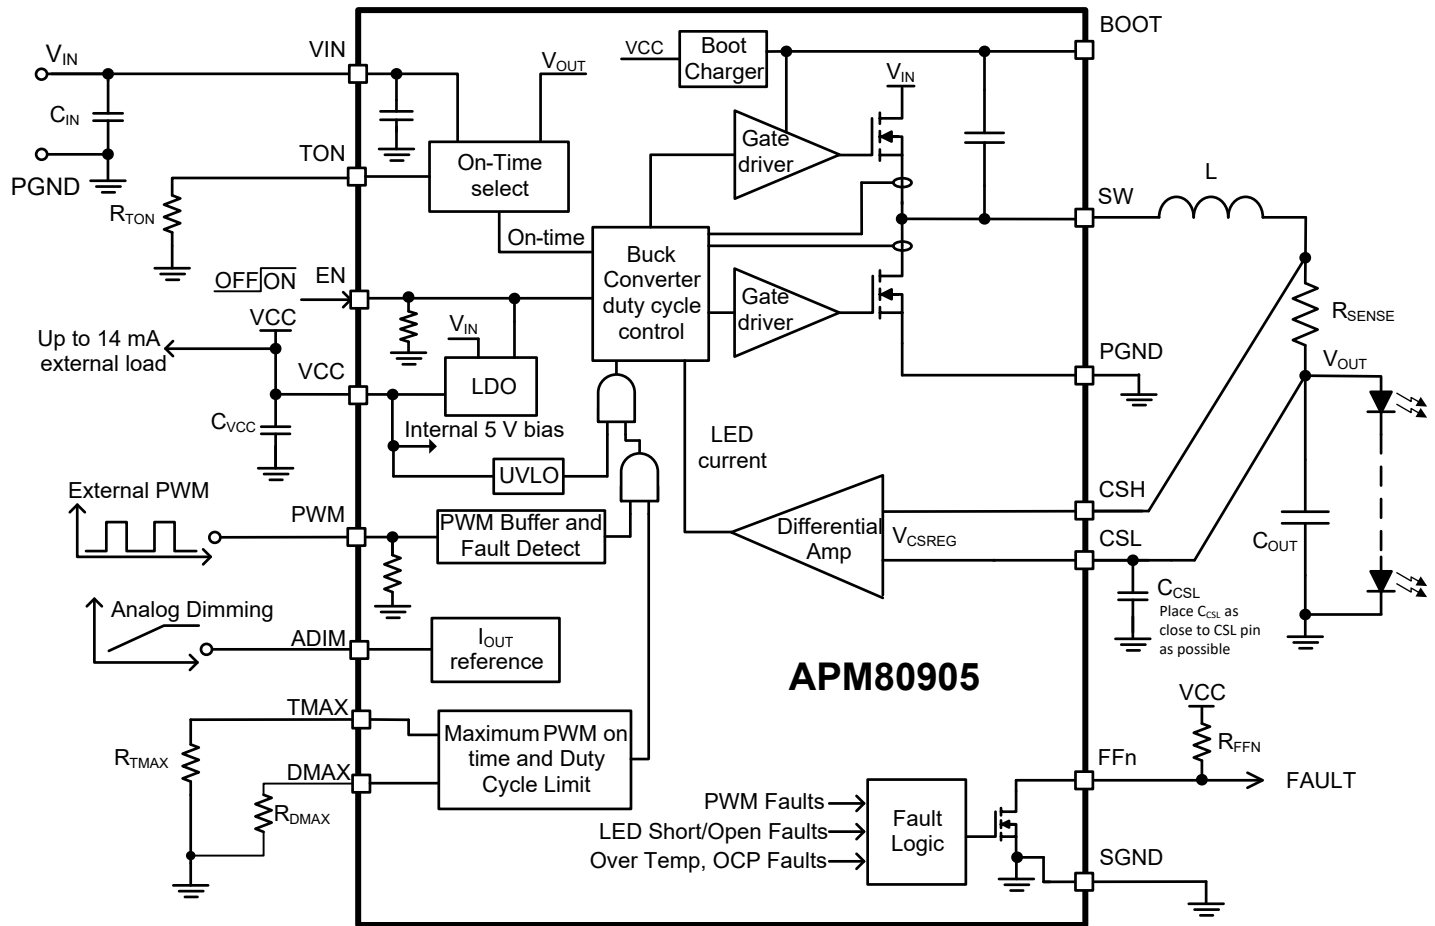 V_IN
C_IN
PGND
VIN
TON
R_TON
OFF ON
EN
VCC
Up to 14 mA
external load
VCC
C_VCC
External PWM
PWM
Analog Dimming
ADIM
TMAX
R_TMAX
DMAX
R_DMAX
V_OUT
On-Time
select
On-time
V_IN
LDO
Internal 5 V bias
UVLO
PWM Buffer and
Fault Detect
I_OUT
reference
Maximum PWM on
time and Duty
Cycle Limit
VCC
Boot
Charger
V_IN
Gate
driver
Buck
Converter
duty cycle
control
Gate
driver
LED
current
Differential
Amp
V_CSREG
APM80905
PWM Faults
LED Short/Open Faults
Over Temp, OCP Faults
Fault
Logic
BOOT
SW
L
R_SENSE
PGND
V_OUT
CSH
CSL
C_OUT
C_CSL
Place C_CSL as
close to CSL pin
as possible
VCC
R_FFN
FFn
FAULT
SGND